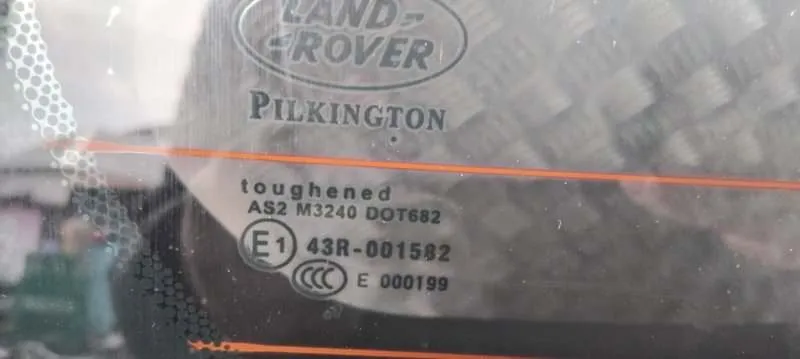 LAND
ROVER
PILKINGTON
toughened
AS2 M3240 DOT682
E1 43R-001582
CCC E 000199